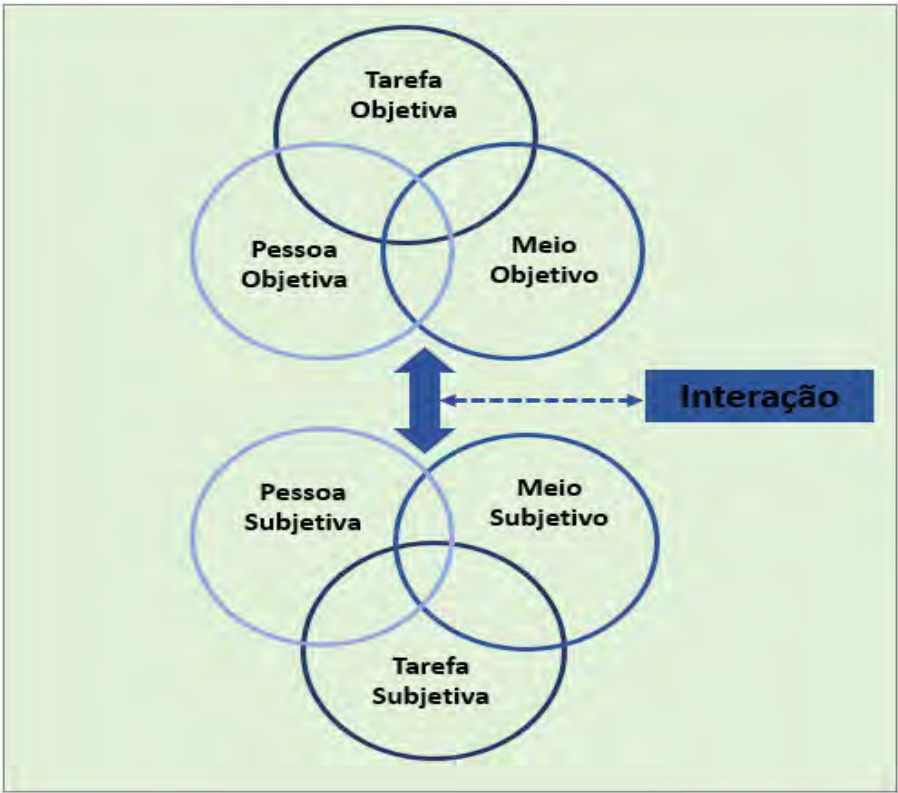 Tarefa
Objetiva
Pessoa
Objetiva
Meio
Objetivo
Interação
Pessoa
Subjetiva
Meio
Subjetivo
Tarefa
Subjetiva